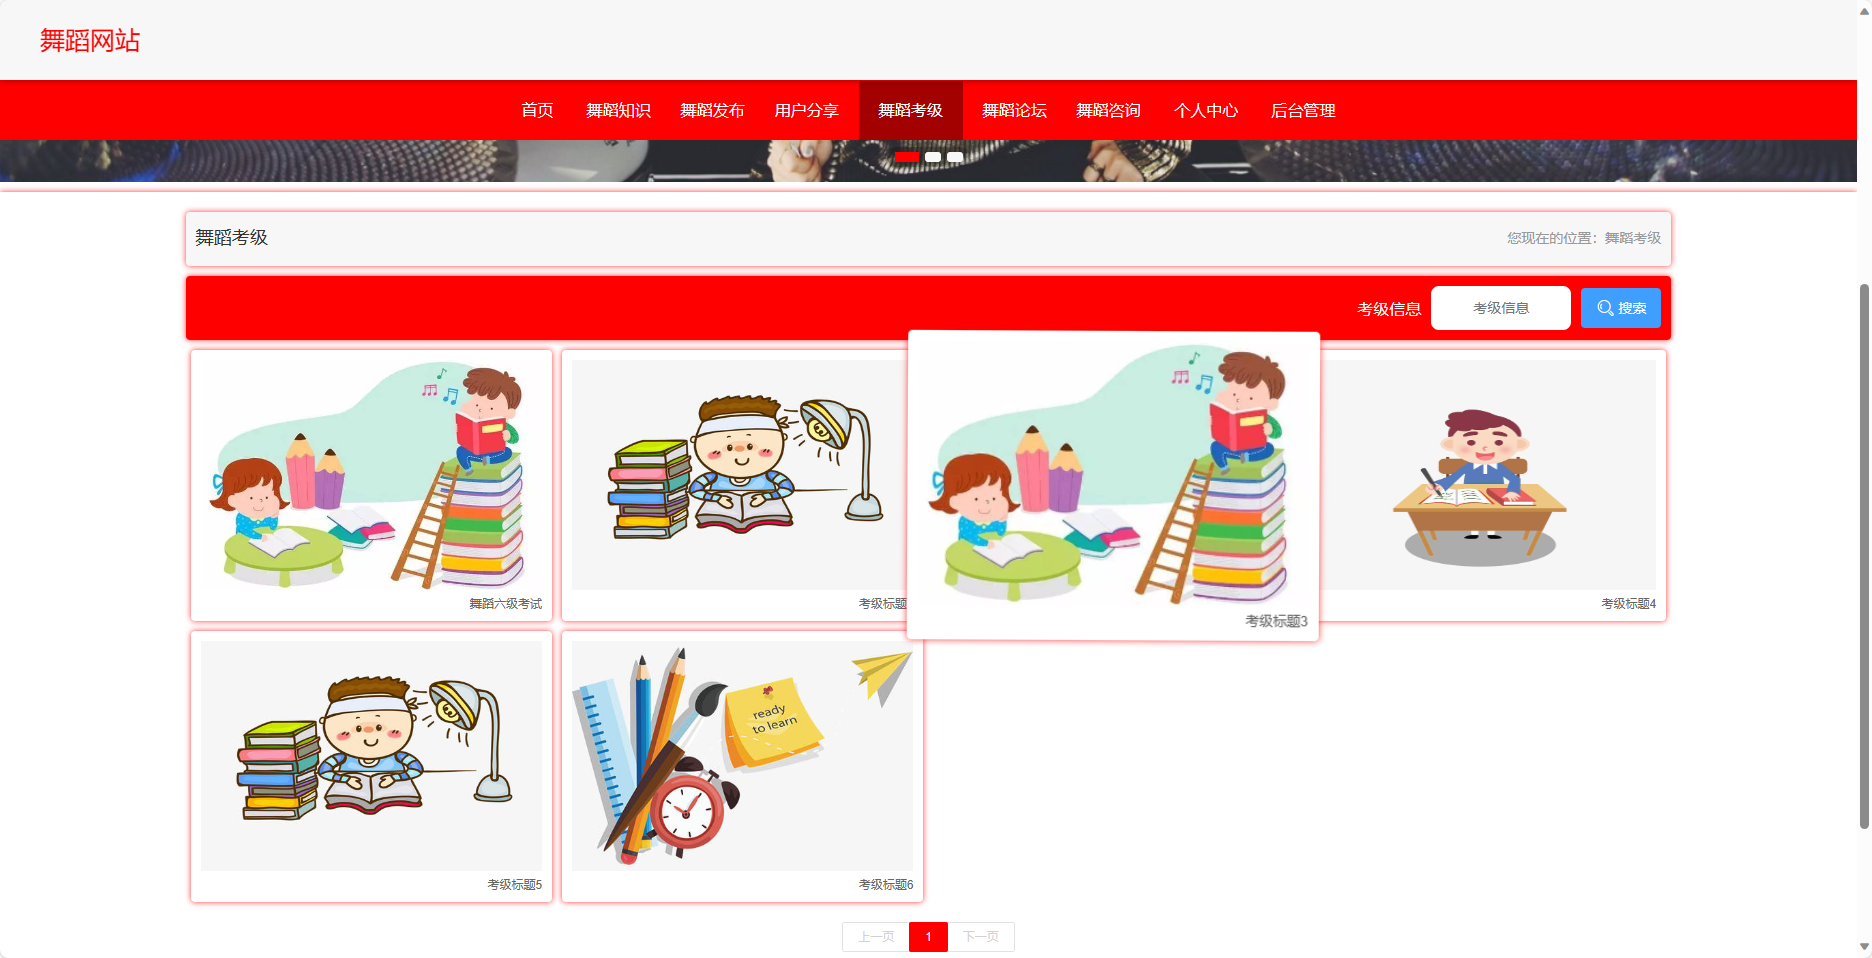 舞蹈网站
首页 舞蹈知识 舞蹈发布 用户分享 舞蹈考级 舞蹈论坛 舞蹈咨询 个人中心 后台管理
舞蹈考级
您现在的位置：舞蹈考级
考级信息 考级信息 搜索
舞蹈六级考试
考级标题
考级标题3
考级标题4
ready
to learn
考级标题5
考级标题6
上一页 1 下一页